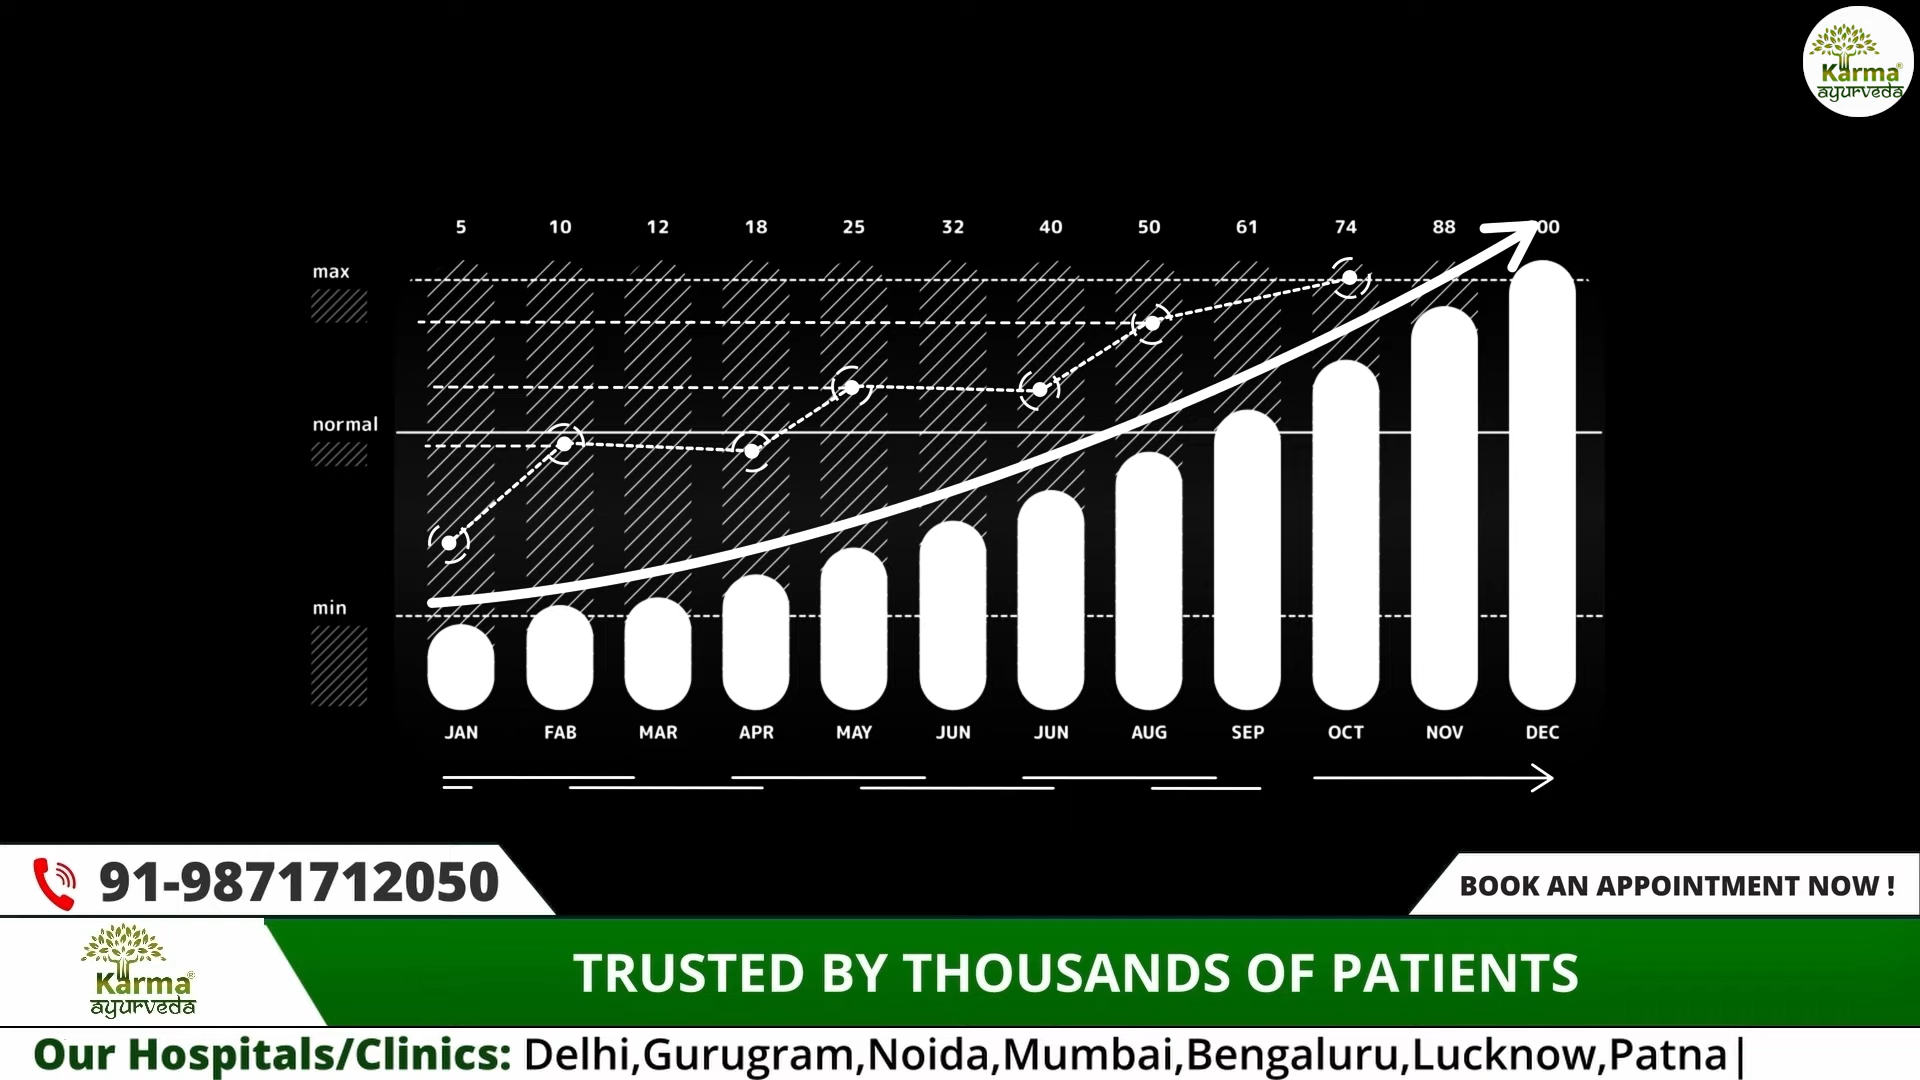 Karma
ayurveda
5 10 12 18 25 32 40 50 61 74 88 00
max
normal
min
JAN FAB MAR APR MAY JUN JUN AUG SEP OCT NOV DEC
91-9871712050
BOOK AN APPOINTMENT NOW !
Karma
ayurveda
TRUSTED BY THOUSANDS OF PATIENTS
Our Hospitals/Clinics: Delhi,Gurugram,Noida,Mumbai,Bengaluru,Lucknow,Patna|